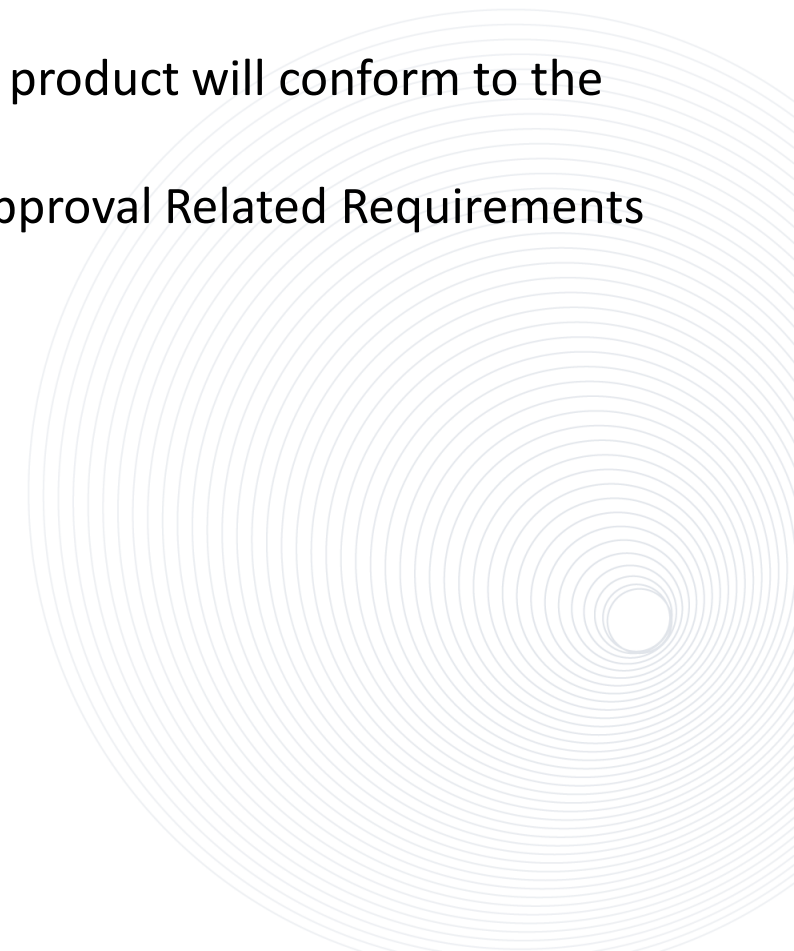 product will conform to the
pproval Related Requirements